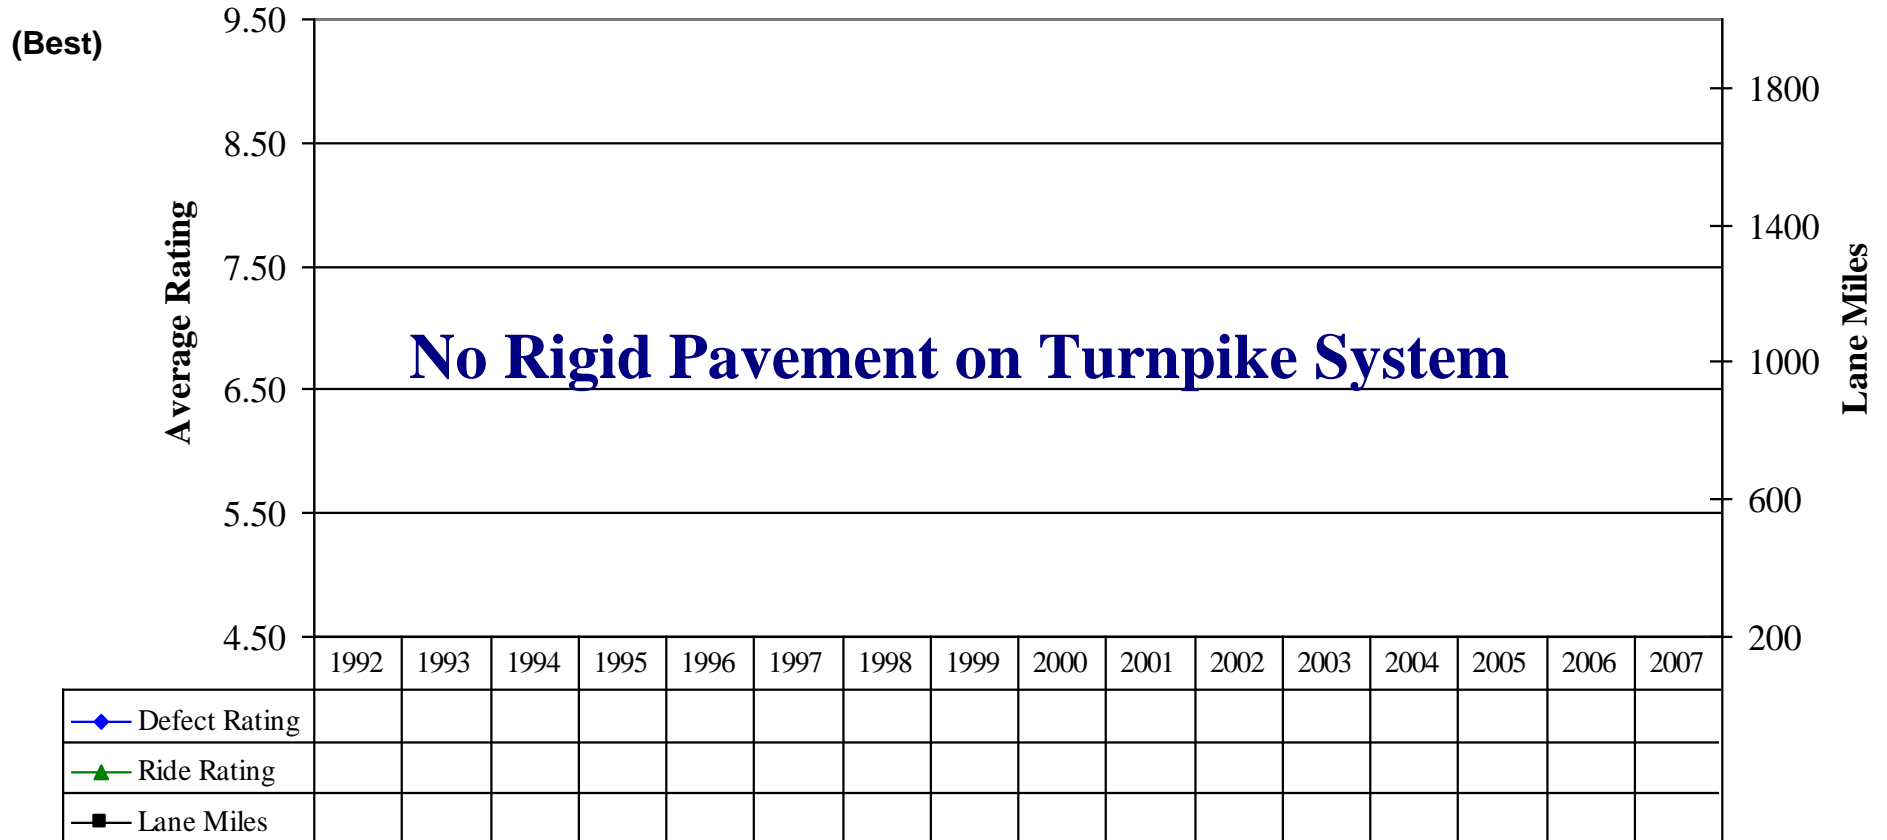 9.50
(Best)
1800
8.50
1400
7.50
Average Rating
Lane Miles
No Rigid Pavement on Turnpike System
1000
6.50
600
5.50
4.50
200
1992 1993 1994 1995 1996 1997 1998 1999 2000 2001 2002 2003 2004 2005 2006 2007
Defect Rating
Ride Rating
Lane Miles